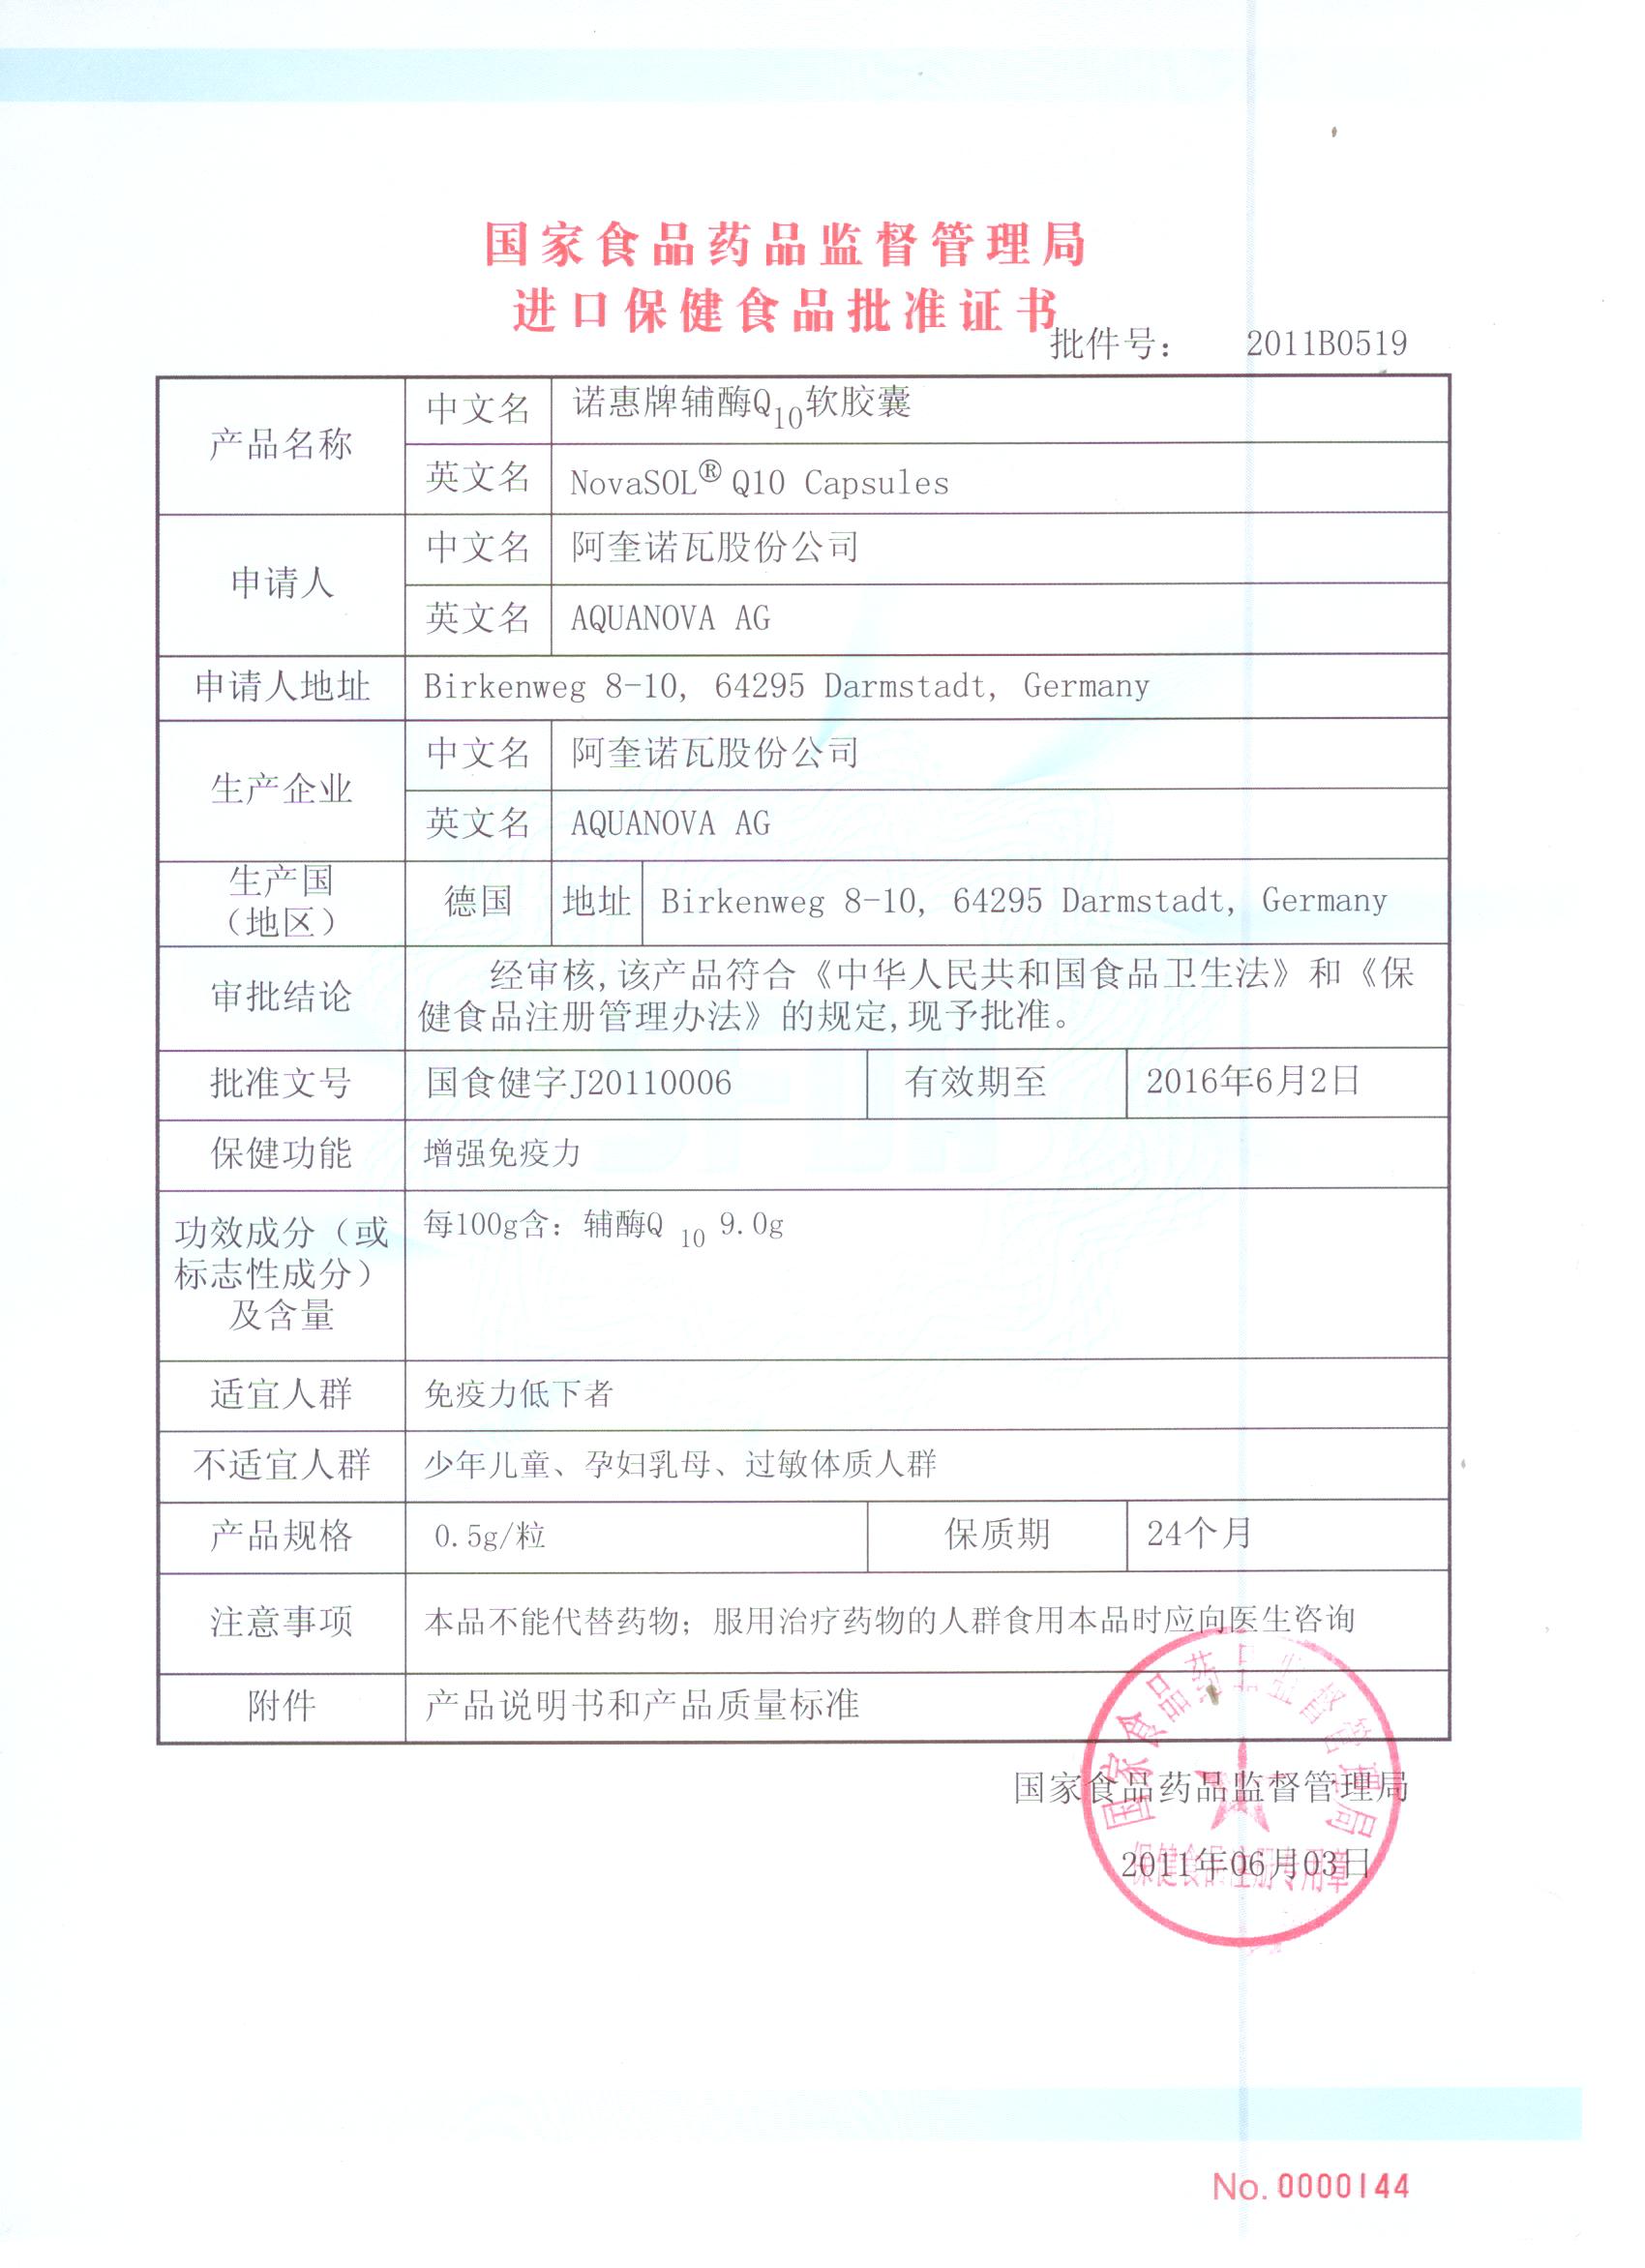 国家食品药品监督管理局
进口保健食品批准证书
批件号： 2011B0519
产品名称 中文名 诺惠牌辅酶Q10软胶囊
英文名 NovaSOL® Q10 Capsules
申请人 中文名 阿奎诺瓦股份公司
英文名 AQUANOVA AG
申请人地址 Birkenweg 8-10, 64295 Darmstadt, Germany
生产企业 中文名 阿奎诺瓦股份公司
英文名 AQUANOVA AG
生产国
（地区） 德国 地址 Birkenweg 8-10, 64295 Darmstadt, Germany
审批结论 经审核,该产品符合《中华人民共和国食品卫生法》和《保
健食品注册管理办法》的规定,现予批准。
批准文号 国食健字J20110006 有效期至 2016年6月2日
保健功能 增强免疫力
功效成分（或
标志性成分）
及含量 每100g含：辅酶Q 10 9.0g
适宜人群 免疫力低下者
不适宜人群 少年儿童、孕妇乳母、过敏体质人群
产品规格 0.5g/粒 保质期 24个月
注意事项 本品不能代替药物；服用治疗药物的人群食用本品时应向医生咨询
附件 产品说明书和产品质量标准
国家食品药品监督管理局
2011年06月03日
国家食品药品监督管理局
保健食品注册专用章
No. 0000144